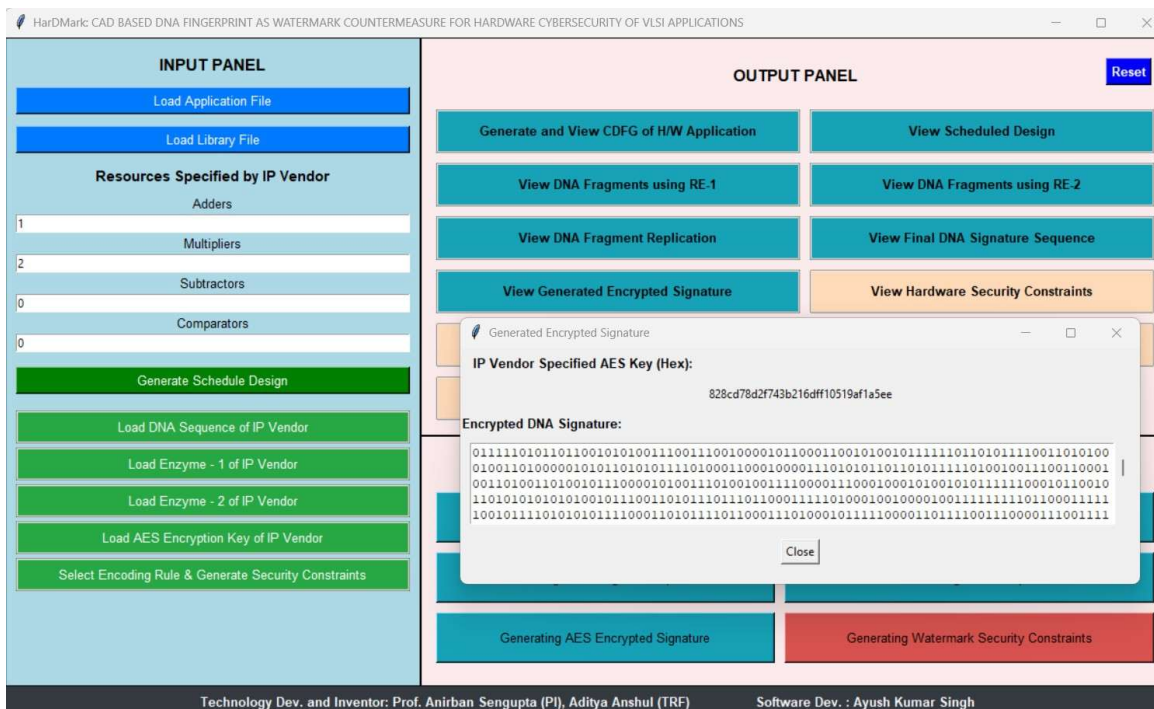 HarDMark: CAD BASED DNA FINGERPRINT AS WATERMARK COUNTERMEASURE FOR HARDWARE CYBERSECURITY OF VLSI APPLICATIONS
INPUT PANEL
Load Application File
Load Library File
Resources Specified by IP Vendor
Adders
1
Multipliers
2
Subtractors
0
Comparators
0
Generate Schedule Design
Load DNA Sequence of IP Vendor
Load Enzyme - 1 of IP Vendor
Load Enzyme - 2 of IP Vendor
Load AES Encryption Key of IP Vendor
Select Encoding Rule & Generate Security Constraints
OUTPUT PANEL
Reset
Generate and View CDFG of H/W Application
View Scheduled Design
View DNA Fragments using RE-1
View DNA Fragments using RE-2
View DNA Fragment Replication
View Final DNA Signature Sequence
View Generated Encrypted Signature
View Hardware Security Constraints
Generated Encrypted Signature
IP Vendor Specified AES Key (Hex):
828cd78d2f743b216dff10519af1a5ee
Encrypted DNA Signature:
Close
Generating AES Encrypted Signature
Generating Watermark Security Constraints
Technology Dev. and Inventor: Prof. Anirban Sengupta (PI), Aditya Anshul (TRF)
Software Dev. : Ayush Kumar Singh